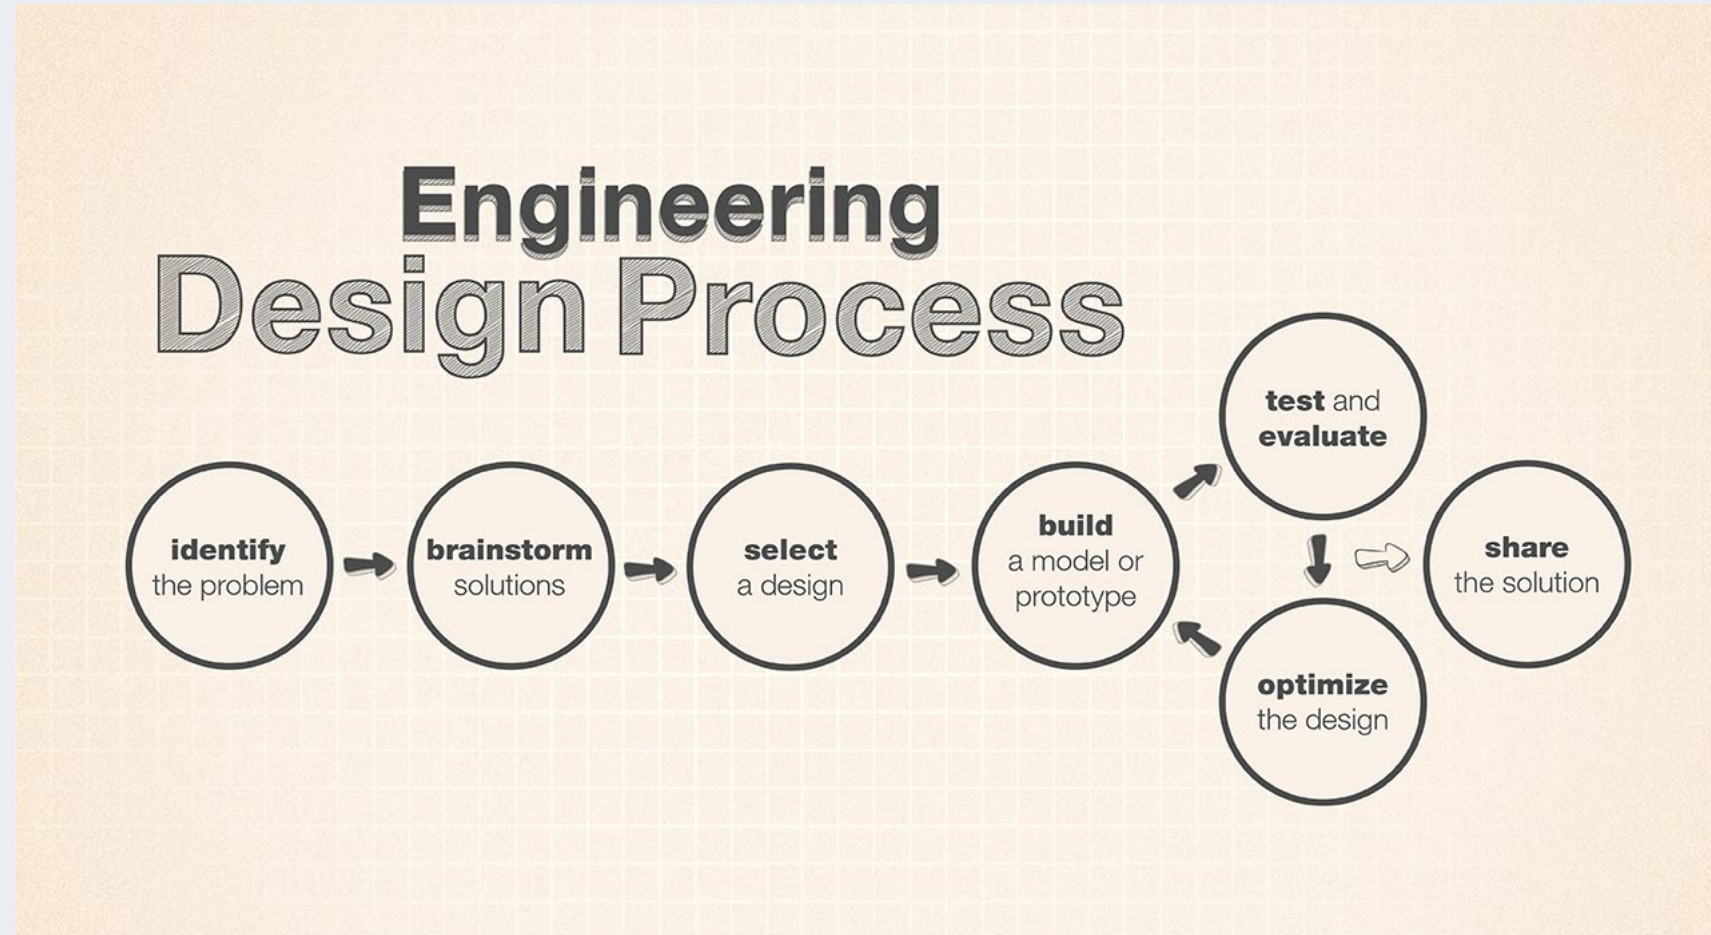 Engineering
Design Process
identify
the problem
brainstorm
solutions
select
a design
build
a model or
prototype
test and
evaluate
optimize
the design
share
the solution